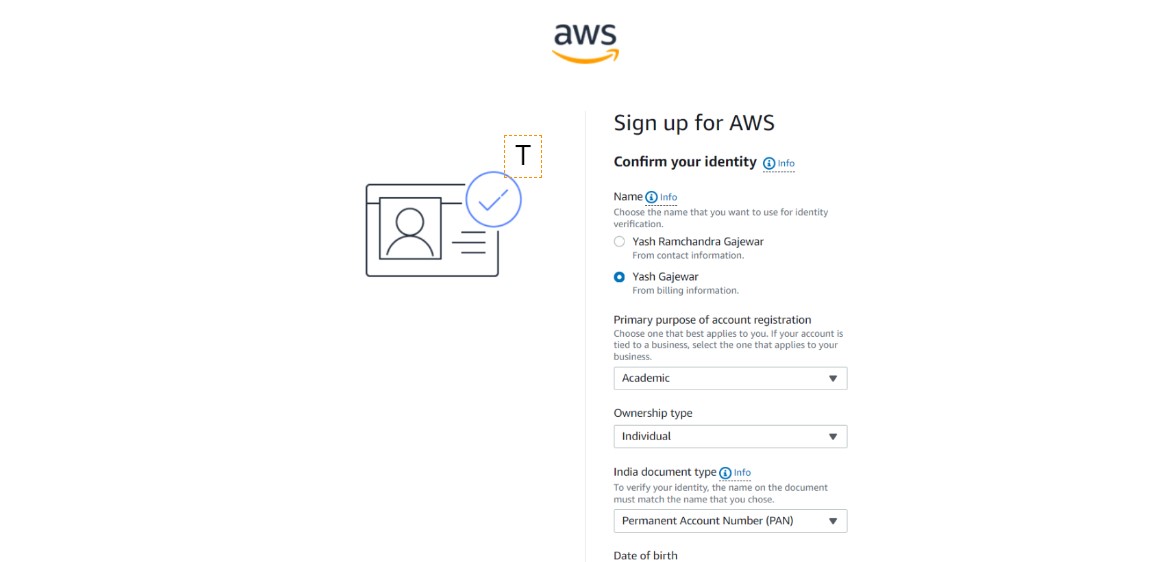 aws
T
Sign up for AWS
Confirm your identity Info
Name Info
Choose the name that you want to use for identity
verification.
Yash Ramchandra Gajewar
From contact information.
Yash Gajewar
From billing information.
Primary purpose of account registration
Choose one that best applies to you. If your account is
tied to a business, select the one that applies to your
business.
Academic
Ownership type
Individual
India document type Info
To verify your identity, the name on the document
must match the name that you chose.
Permanent Account Number (PAN)
Date of birth